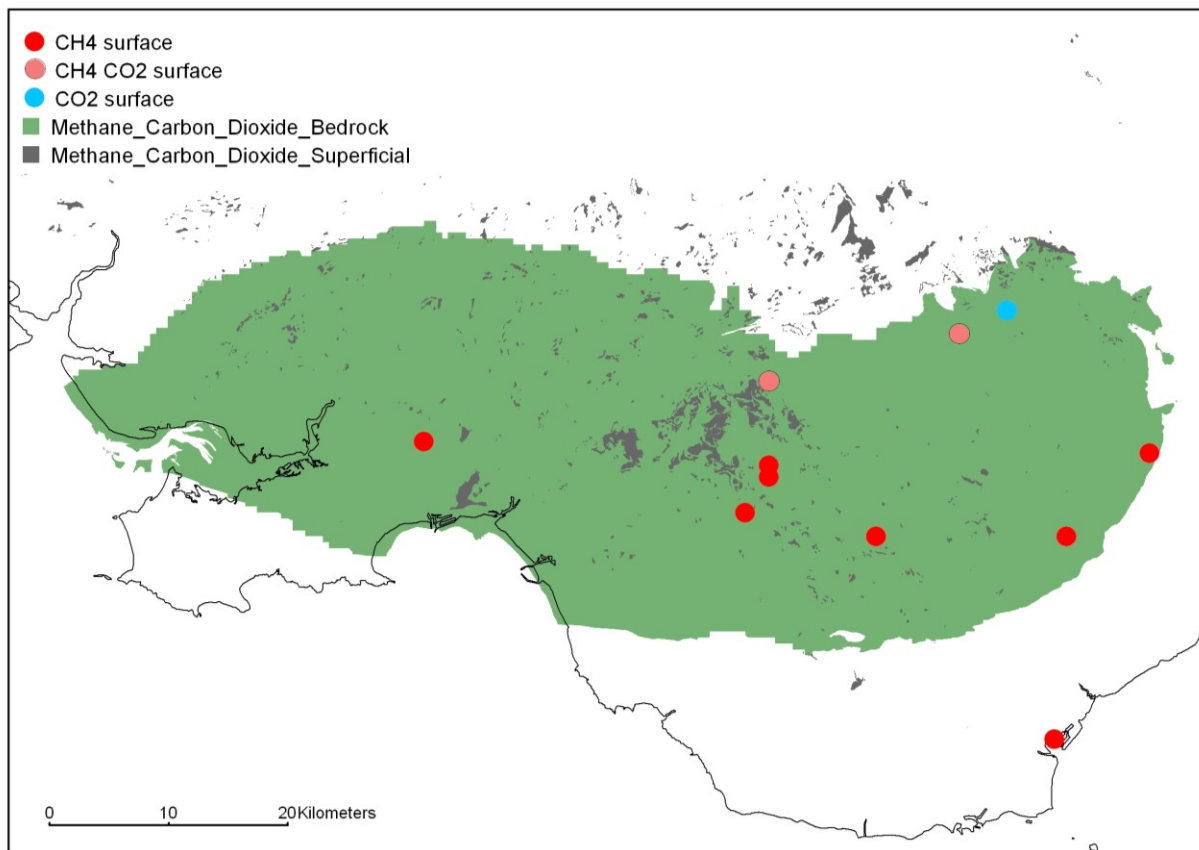 CH4 surface
CH4 CO2 surface
CO2 surface
Methane_Carbon_Dioxide_Bedrock
Methane_Carbon_Dioxide_Superficial
0 10 20Kilometers